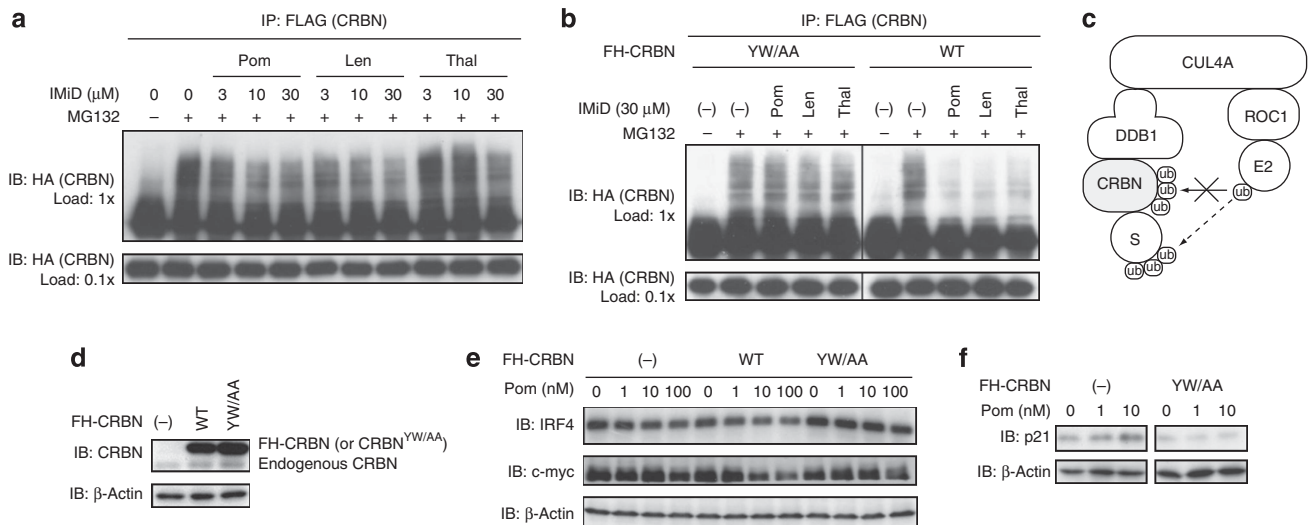 a
IP: FLAG (CRBN)
Pom Len Thal
IMiD (μM) 0 0 3 10 30 3 10 30 3 10 30
MG132 – + + + + + + + + + +
IB: HA (CRBN)
Load: 1x
IB: HA (CRBN)
Load: 0.1x
b
IP: FLAG (CRBN)
FH-CRBN YW/AA WT
IMiD (30 μM) (–) (–) Pom Len Thal (–) (–) Pom Len Thal
MG132 – + + + + – + + + +
IB: HA (CRBN)
Load: 1x
IB: HA (CRBN)
Load: 0.1x
c
CUL4A
ROC1
DDB1
E2
CRBN
ub
ub
ub
ub
S
ub
ub
ub
d
FH-CRBN (–) WT YW/AA
IB: CRBN
FH-CRBN (or CRBN^YW/AA)
Endogenous CRBN
IB: β-Actin
e
FH-CRBN (–) WT YW/AA
Pom (nM) 0 1 10 100 0 1 10 100 0 1 10 100
IB: IRF4
IB: c-myc
IB: β-Actin
f
FH-CRBN (–) YW/AA
Pom (nM) 0 1 10 0 1 10
IB: p21
IB: β-Actin